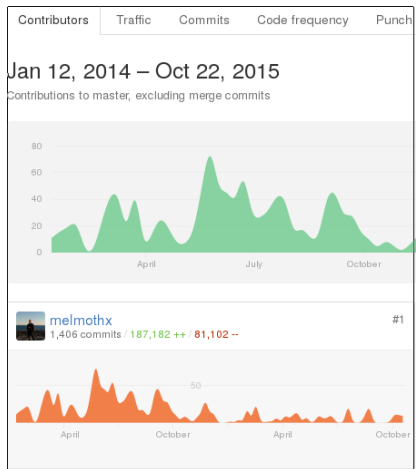 Contributors Traffic Commits Code frequency Punch
Jan 12, 2014 – Oct 22, 2015
Contributions to master, excluding merge commits
80
60
40
20
0
April July October
melmothx #1
1,406 commits / 187,182 ++ / 81,102 --
50
April October April October